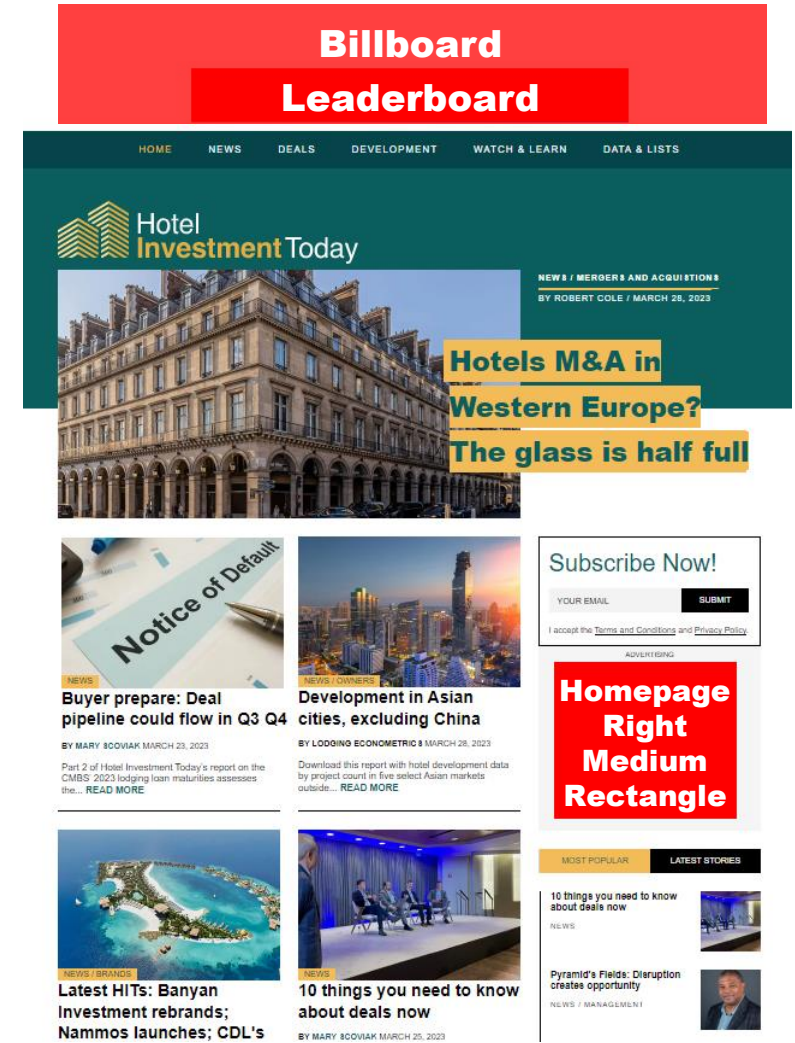 Billboard
Leaderboard
HOME NEWS DEALS DEVELOPMENT WATCH & LEARN DATA & LISTS
Hotel
Investment Today
NEWS / MERGERS AND ACQUISTIONS
BY ROBERT COLE / MARCH 28, 2023
Hotels M&A in
Western Europe?
The glass is half full
Notice of Default
NEWS
Buyer prepare: Deal
pipeline could flow in Q3 Q4
BY MARY SCOVIAK MARCH 23, 2023
Part 2 of Hotel Investment Today's report on the
CMBS' 2023 lodging loan maturities assesses
the... READ MORE
NEWS / OWNERS
Development in Asian
cities, excluding China
BY LODGING ECONOMETRICS MARCH 28, 2023
Download this report with hotel development data
by project count in five select Asian markets
outside... READ MORE
Subscribe Now!
YOUR EMAIL SUBMIT
I accept the Terms and Conditions and Privacy Policy.
ADVERTISING
Homepage
Right
Medium
Rectangle
NEWS / BRANDS
Latest HITs: Banyan
Investment rebrands;
Nammos launches; CDL's
NEWS
10 things you need to know
about deals now
BY MARY SCOVIAK MARCH 25, 2023
MOST POPULAR LATEST STORIES
10 things you need to know
about deals now
NEWS
Pyramid's Fields: Disruption
creates opportunity
NEWS / MANAGEMENT